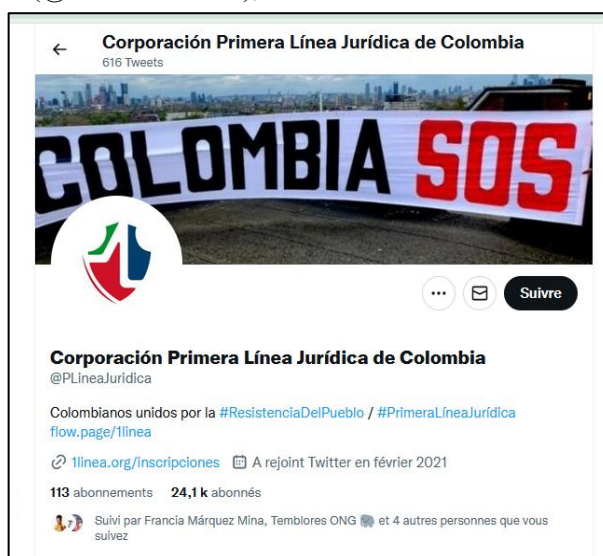 Corporación Primera Línea Jurídica de Colombia
616 Tweets
COLOMBIA SOS
Suivre
Corporación Primera Línea Jurídica de Colombia
@PLineaJuridica
Colombianos unidos por la #ResistenciaDelPueblo / #PrimeraLíneaJurídica
flow.page/1linea
1linea.org/inscripciones A rejoint Twitter en février 2021
113 abonnements 24,1 k abonnés
Suivi par Francia Márquez Mina, Temblores ONG et 4 autres personnes que vous
suivez